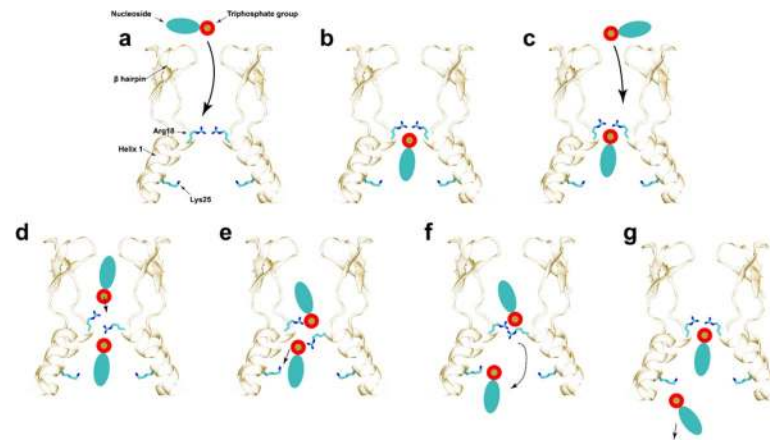 Nucleoside
Triphosphate group
a
b
c
β hairpin
Arg18
Helix 1
Lys25
d
e
f
g